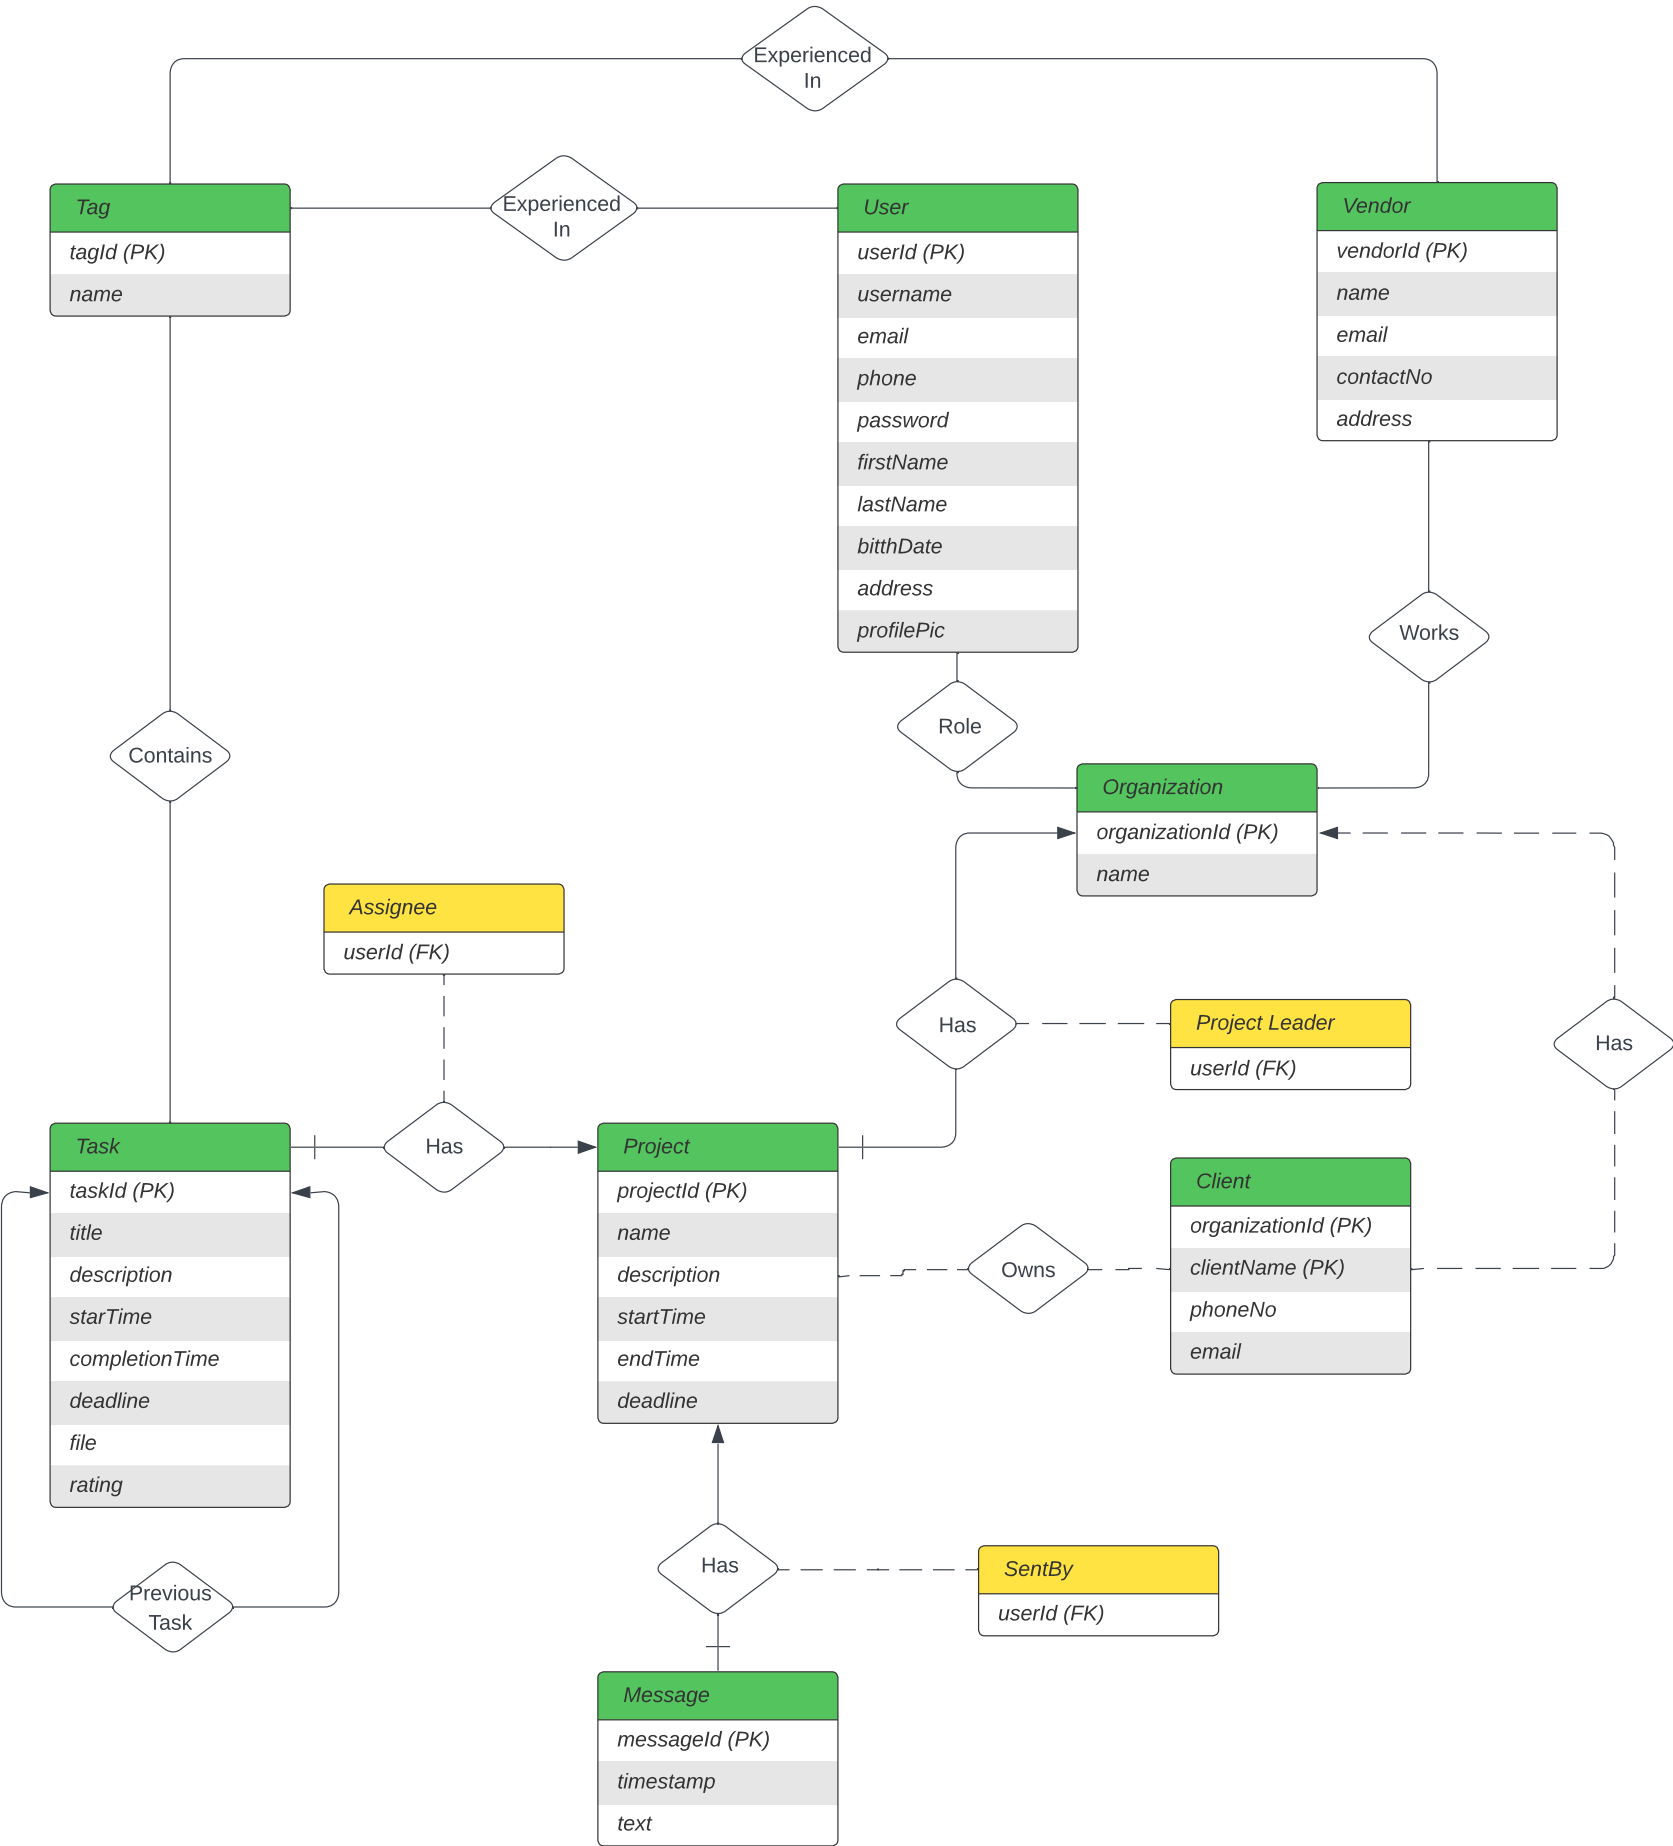 Experienced
In
Tag
tagId (PK)
name
Experienced
In
User
userId (PK)
username
email
phone
password
firstName
lastName
bitthDate
address
profilePic
Vendor
vendorId (PK)
name
email
contactNo
address
Works
Role
Contains
Organization
organizationId (PK)
name
Assignee
userId (FK)
Has
Project Leader
userId (FK)
Has
Task
taskId (PK)
title
description
starTime
completionTime
deadline
file
rating
Has
Project
projectId (PK)
name
description
startTime
endTime
deadline
Owns
Client
organizationId (PK)
clientName (PK)
phoneNo
email
Previous
Task
Has
SentBy
userId (FK)
Message
messageId (PK)
timestamp
text